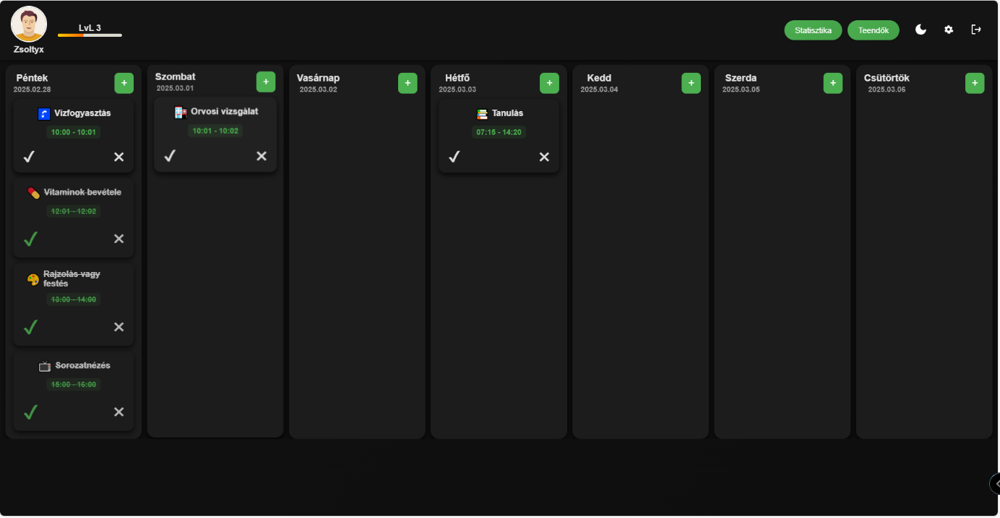 LvL 3
Zsoltyx
Statisztika
Teendők
Péntek
2025.02.28
+
Vízfogyasztás
10:00 - 10:01
Vitaminok bevétele
12:01 - 12:02
Rajzolás vagy
festés
13:00 - 14:00
Sorozatnézés
15:00 - 16:00
Szombat
2025.03.01
+
Orvosi vizsgálat
10:01 - 10:02
Vasárnap
2025.03.02
+
Hétfő
2025.03.03
+
Tanulás
07:15 - 14:20
Kedd
2025.03.04
+
Szerda
2025.03.05
+
Csütörtök
2025.03.06
+